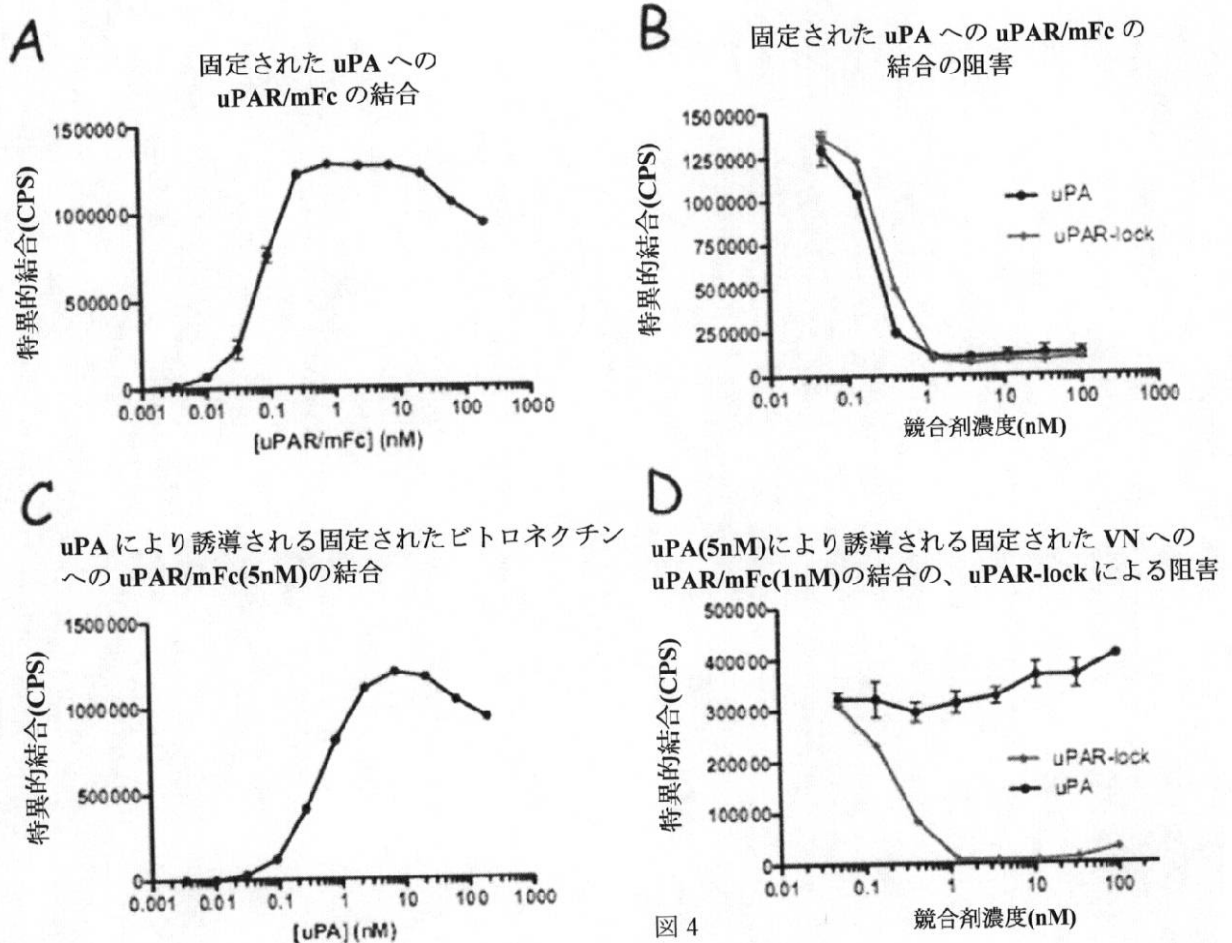 A
固定された uPA への
uPAR/mFc の結合
特異的結合(CPS)
1500000
1000000
500000
0
0.001
0.01
0.1
1
10
100
1000
[uPAR/mFc] (nM)
B
固定された uPA への uPAR/mFc の
結合の阻害
特異的結合(CPS)
1500000
1250000
1000000
750000
500000
250000
0
uPA
uPAR-lock
0.01
0.1
1
10
100
1000
競合剤濃度(nM)
C
uPA により誘導される固定されたビトロネクチン
への uPAR/mFc(5nM)の結合
特異的結合(CPS)
1500000
1000000
500000
0
0.001
0.01
0.1
1
10
100
1000
[uPA] (nM)
D
uPA(5nM)により誘導される固定された VN への
uPAR/mFc(1nM)の結合の、uPAR-lock による阻害
特異的結合(CPS)
500000
400000
300000
200000
100000
0
uPAR-lock
uPA
0.01
0.1
1
10
100
競合剤濃度(nM)
図 4